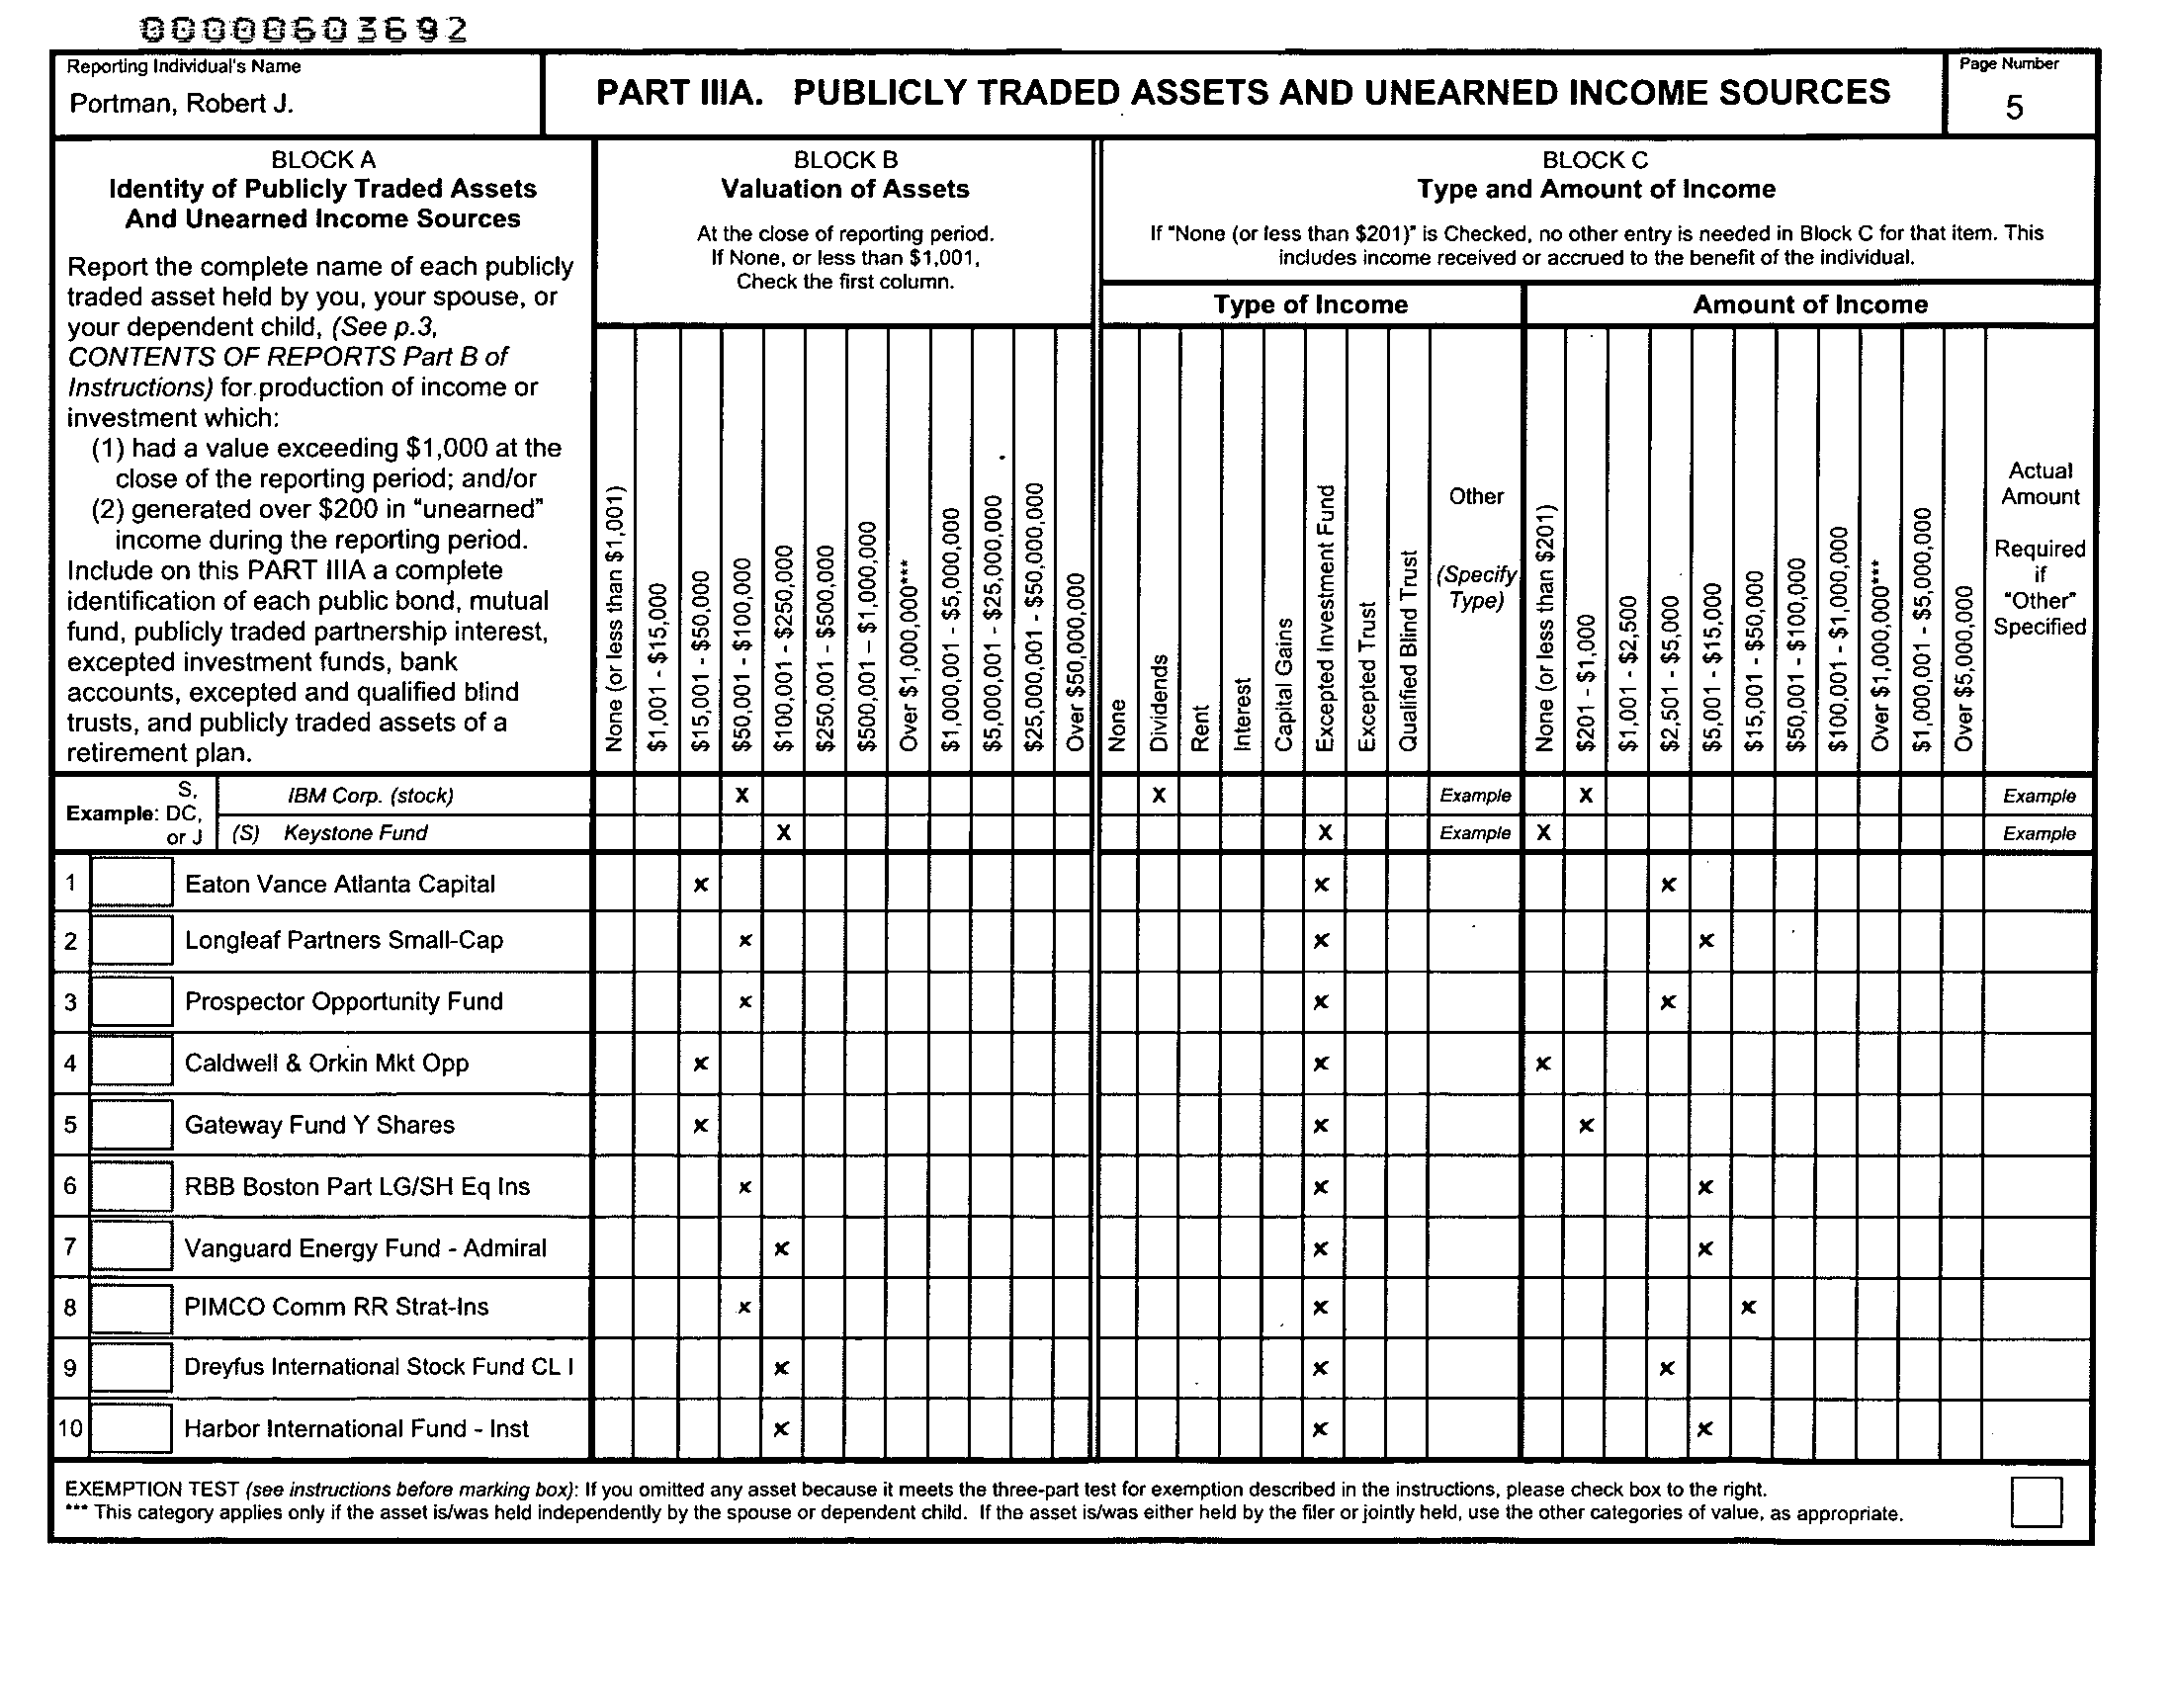 00000603692
Reporting Individual's Name
Portman, Robert J.
PART IIIA. PUBLICLY TRADED ASSETS AND UNEARNED INCOME SOURCES
Page Number
5
BLOCK A
Identity of Publicly Traded Assets
And Unearned Income Sources
Report the complete name of each publicly
traded asset held by you, your spouse, or
your dependent child, (See p.3,
CONTENTS OF REPORTS Part B of
Instructions) for production of income or
investment which:
(1) had a value exceeding $1,000 at the
close of the reporting period; and/or
(2) generated over $200 in "unearned"
income during the reporting period.
Include on this PART IIIA a complete
identification of each public bond, mutual
fund, publicly traded partnership interest,
excepted investment funds, bank
accounts, excepted and qualified blind
trusts, and publicly traded assets of a
retirement plan.
BLOCK B
Valuation of Assets
At the close of reporting period.
If None, or less than $1,001,
Check the first column.
None (or less than $1,001)
$1,001 - $15,000
$15,001 - $50,000
$50,001 - $100,000
$100,001 - $250,000
$250,001 - $500,000
$500,001 – $1,000,000
Over $1,000,000***
$1,000,001 - $5,000,000
$5,000,001 - $25,000,000
$25,000,001 - $50,000,000
Over $50,000,000
BLOCK C
Type and Amount of Income
If "None (or less than $201)" is Checked, no other entry is needed in Block C for that item. This
includes income received or accrued to the benefit of the individual.
Type of Income
None
Dividends
Rent
Interest
Capital Gains
Excepted Investment Fund
Excepted Trust
Qualified Blind Trust
Other
(Specify
Type)
Amount of Income
None (or less than $201)
$201 - $1,000
$1,001 - $2,500
$2,501 - $5,000
$5,001 - $15,000
$15,001 - $50,000
$50,001 - $100,000
$100,001 - $1,000,000
Over $1,000,000***
$1,000,001 - $5,000,000
Over $5,000,000
Actual
Amount
Required
if
"Other"
Specified
Example: S, DC, or J
IBM Corp. (stock) X X Example X Example
(S) Keystone Fund X X Example X Example
1 Eaton Vance Atlanta Capital x x x
2 Longleaf Partners Small-Cap x x x
3 Prospector Opportunity Fund x x x
4 Caldwell & Orkin Mkt Opp x x x
5 Gateway Fund Y Shares x x x
6 RBB Boston Part LG/SH Eq Ins x x x
7 Vanguard Energy Fund - Admiral x x x
8 PIMCO Comm RR Strat-Ins x x x
9 Dreyfus International Stock Fund CL I x x x
10 Harbor International Fund - Inst x x x
EXEMPTION TEST (see instructions before marking box): If you omitted any asset because it meets the three-part test for exemption described in the instructions, please check box to the right.
*** This category applies only if the asset is/was held independently by the spouse or dependent child. If the asset is/was either held by the filer or jointly held, use the other categories of value, as appropriate.